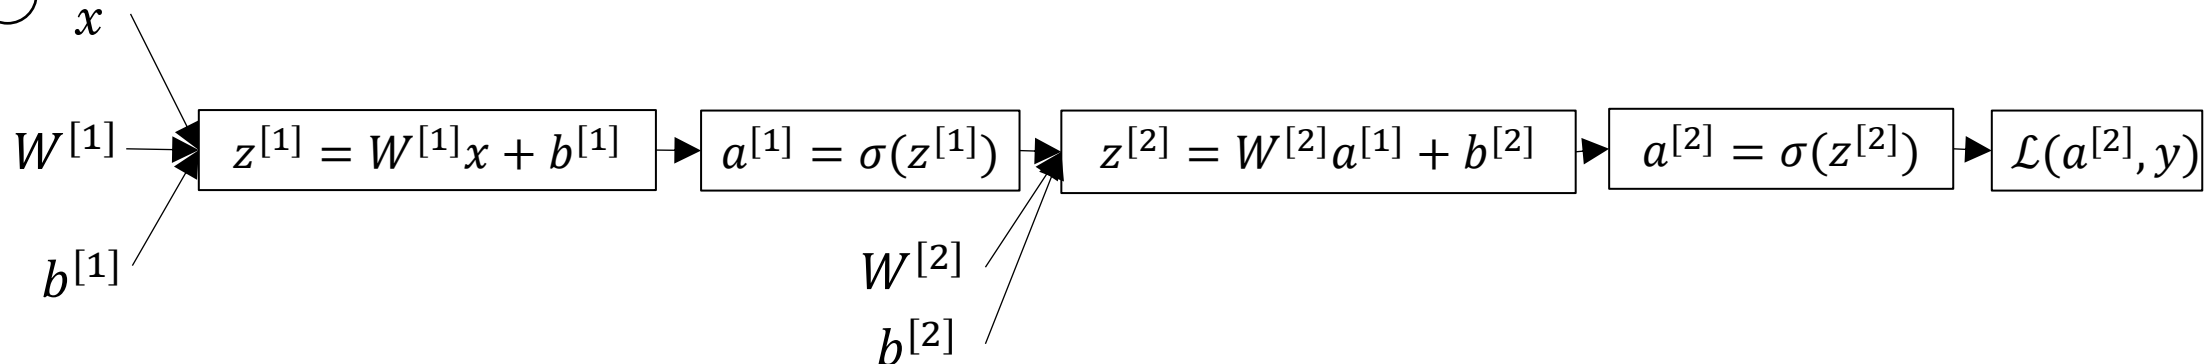 x
W^{[1]}
z^{[1]} = W^{[1]}x + b^{[1]}
a^{[1]} = σ(z^{[1]})
z^{[2]} = W^{[2]}a^{[1]} + b^{[2]}
a^{[2]} = σ(z^{[2]})
ℒ(a^{[2]}, y)
b^{[1]}
W^{[2]}
b^{[2]}